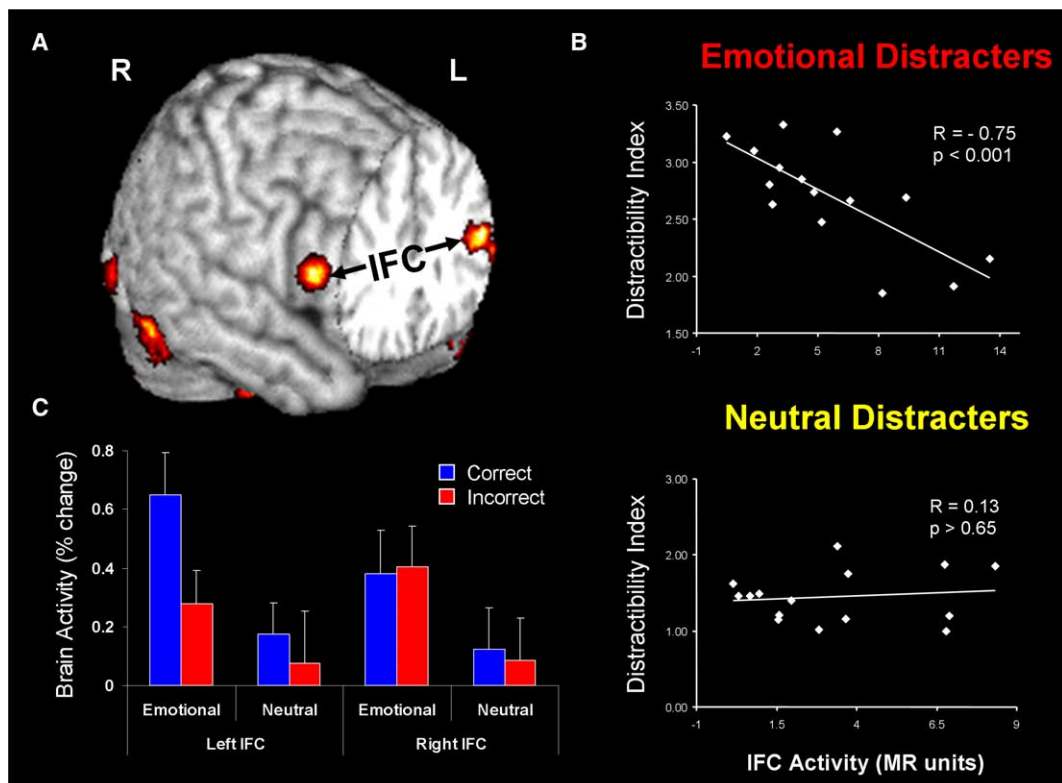 A
R
L
IFC
B
Emotional Distracters
Distractibility Index
3.50
3.00
2.50
2.00
1.50
-1
2
5
8
11
14
R = - 0.75
p < 0.001
C
Brain Activity (% change)
0.8
0.6
0.4
0.2
0
Correct
Incorrect
Emotional
Neutral
Emotional
Neutral
Left IFC
Right IFC
Neutral Distracters
Distractibility Index
3.00
2.00
1.00
0.00
-1
1.5
4
6.5
9
R = 0.13
p > 0.65
IFC Activity (MR units)